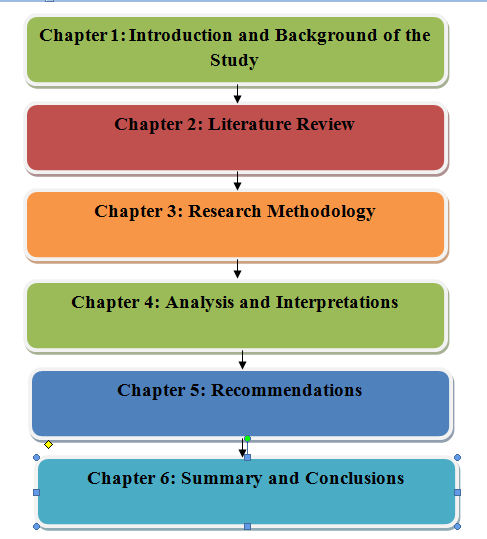 Chapter 1: Introduction and Background of the
Study
Chapter 2: Literature Review
Chapter 3: Research Methodology
Chapter 4: Analysis and Interpretations
Chapter 5: Recommendations
Chapter 6: Summary and Conclusions